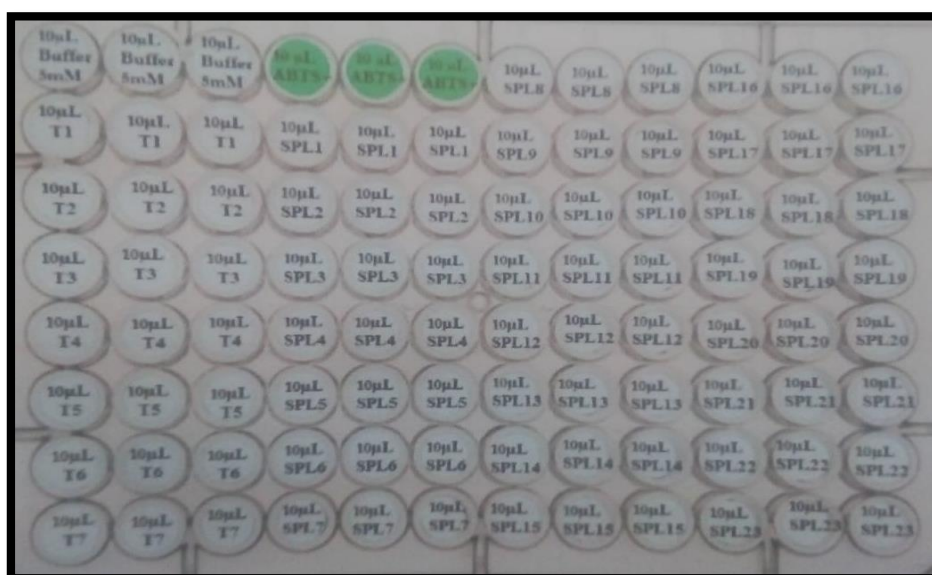 10µL Buffer 5mM 10µL Buffer 5mM 10µL Buffer 5mM 10 µL ABTS+ 10 µL ABTS+ 10 µL ABTS+ 10µL SPL8 10µL SPL8 10µL SPL8 10µL SPL16 10µL SPL16 10µL SPL16
10µL T1 10µL T1 10µL T1 10µL SPL1 10µL SPL1 10µL SPL1 10µL SPL9 10µL SPL9 10µL SPL9 10µL SPL17 10µL SPL17 10µL SPL17
10µL T2 10µL T2 10µL T2 10µL SPL2 10µL SPL2 10µL SPL2 10µL SPL10 10µL SPL10 10µL SPL10 10µL SPL18 10µL SPL18 10µL SPL18
10µL T3 10µL T3 10µL T3 10µL SPL3 10µL SPL3 10µL SPL3 10µL SPL11 10µL SPL11 10µL SPL11 10µL SPL19 10µL SPL19 10µL SPL19
10µL T4 10µL T4 10µL T4 10µL SPL4 10µL SPL4 10µL SPL4 10µL SPL12 10µL SPL12 10µL SPL12 10µL SPL20 10µL SPL20 10µL SPL20
10µL T5 10µL T5 10µL T5 10µL SPL5 10µL SPL5 10µL SPL5 10µL SPL13 10µL SPL13 10µL SPL13 10µL SPL21 10µL SPL21 10µL SPL21
10µL T6 10µL T6 10µL T6 10µL SPL6 10µL SPL6 10µL SPL6 10µL SPL14 10µL SPL14 10µL SPL14 10µL SPL22 10µL SPL22 10µL SPL22
10µL T7 10µL T7 10µL T7 10µL SPL7 10µL SPL7 10µL SPL7 10µL SPL15 10µL SPL15 10µL SPL15 10µL SPL23 10µL SPL23 10µL SPL23